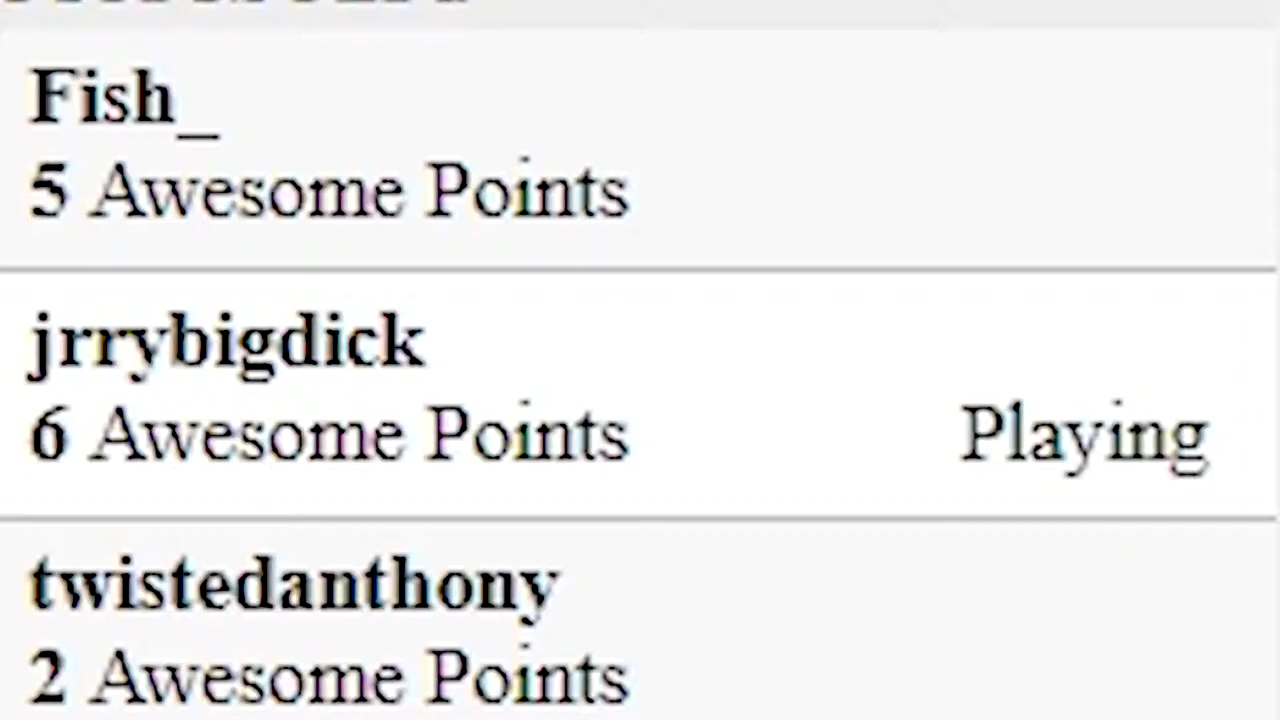 Fish_
5 Awesome Points
jrrybigdick
6 Awesome Points
Playing
twistedanthony
2 Awesome Points